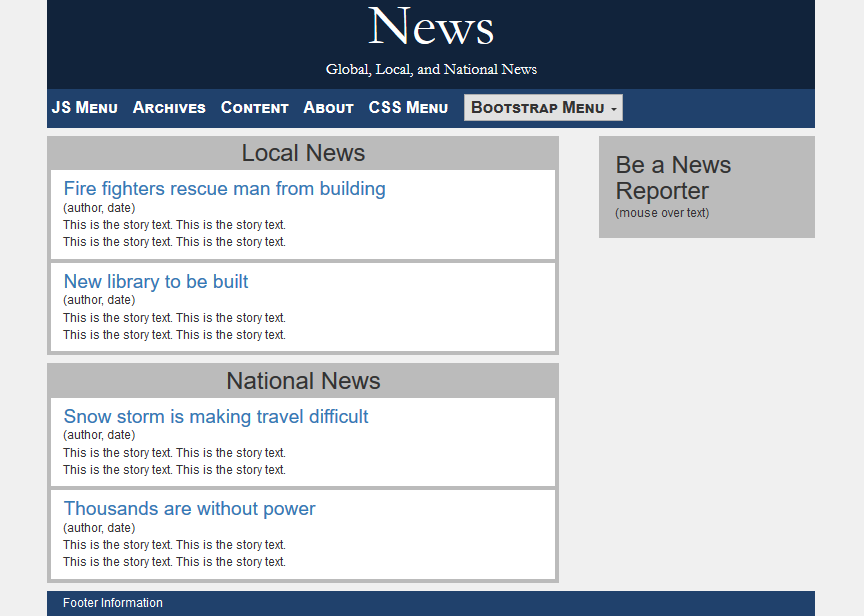 News
Global, Local, and National News
JS Menu Archives Content About CSS Menu Bootstrap Menu
Local News
Fire fighters rescue man from building
(author, date)
This is the story text. This is the story text.
This is the story text. This is the story text.
New library to be built
(author, date)
This is the story text. This is the story text.
This is the story text. This is the story text.
National News
Snow storm is making travel difficult
(author, date)
This is the story text. This is the story text.
This is the story text. This is the story text.
Thousands are without power
(author, date)
This is the story text. This is the story text.
This is the story text. This is the story text.
Be a News
Reporter
(mouse over text)
Footer Information